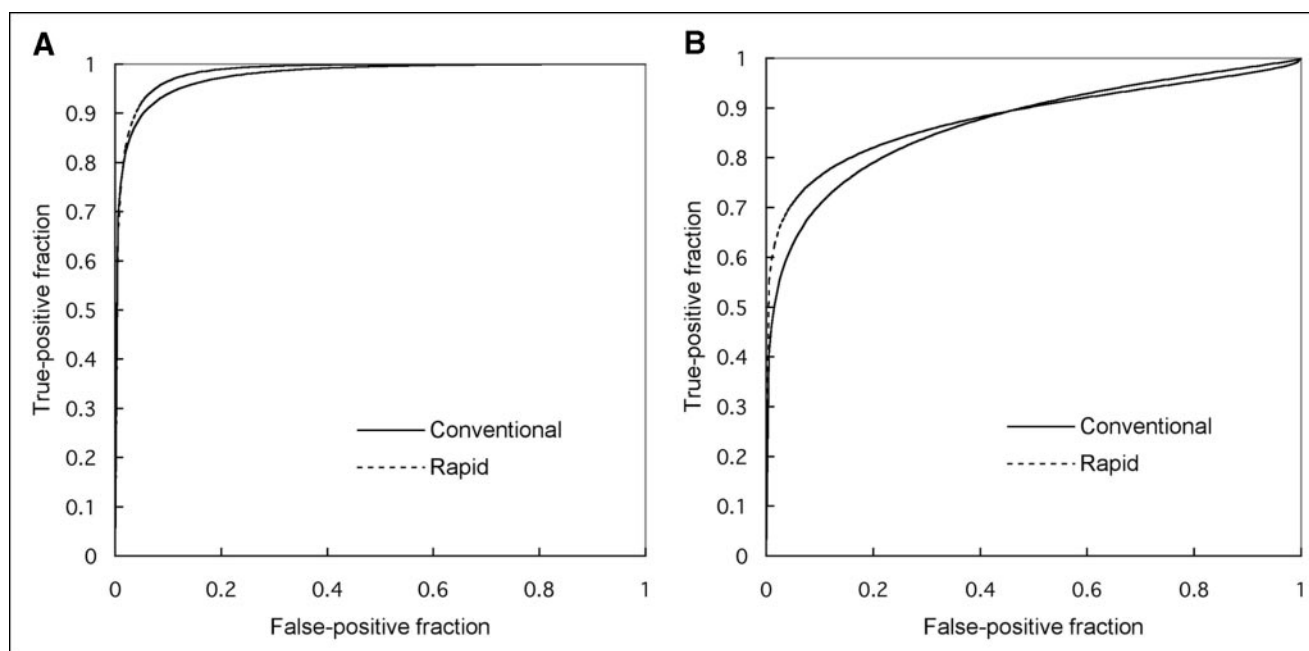 A
1
0.9
0.8
0.7
0.6
0.5
0.4
0.3
0.2
0.1
0
True-positive fraction
Conventional
Rapid
0 0.2 0.4 0.6 0.8 1
False-positive fraction
B
1
0.9
0.8
0.7
0.6
0.5
0.4
0.3
0.2
0.1
0
True-positive fraction
Conventional
Rapid
0 0.2 0.4 0.6 0.8 1
False-positive fraction